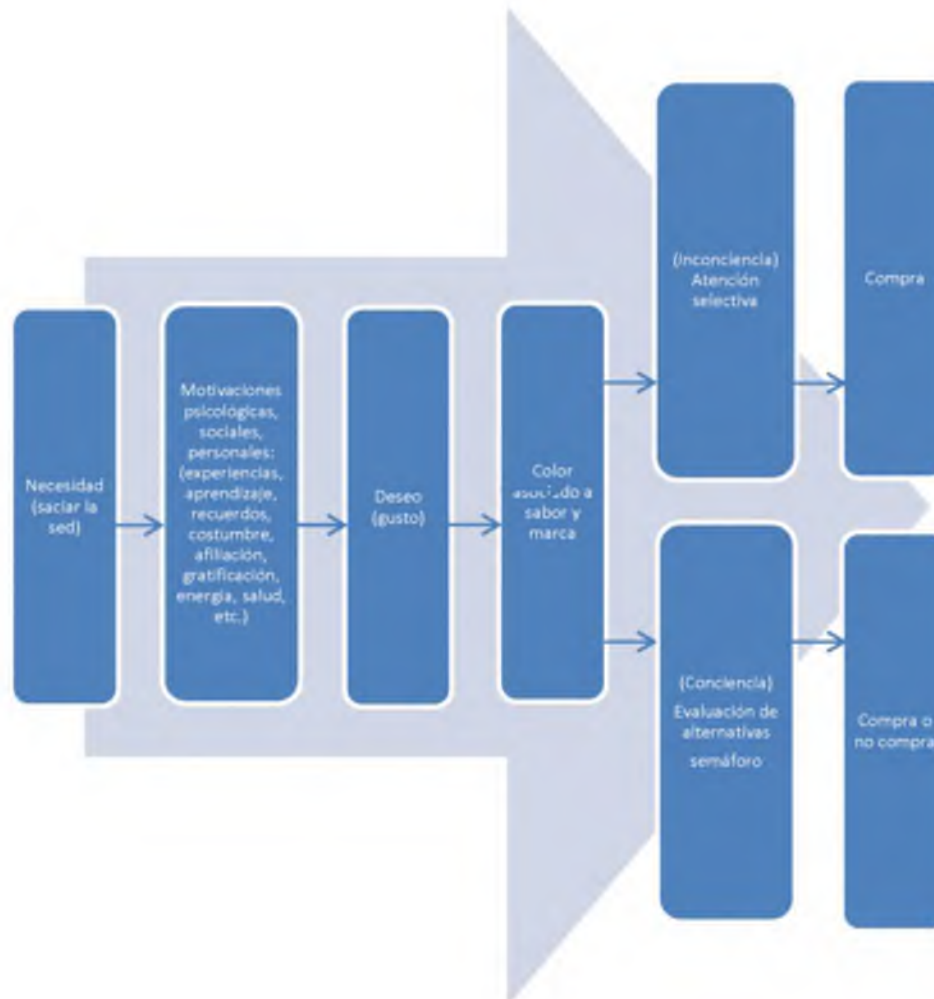 Necesidad
(saciar la
sed)
Motivaciones
psicológicas,
sociales,
personales:
(experiencias,
aprendizaje,
recuerdos,
costumbre,
afiliación,
gratificación,
energía, salud,
etc.)
Deseo
(gusto)
Color
asociado a
sabor y
marca
(Inconciencia)
Atención
selectiva
Compra
(Conciencia)
Evaluación de
alternativas
semáforo
Compra o
no compra